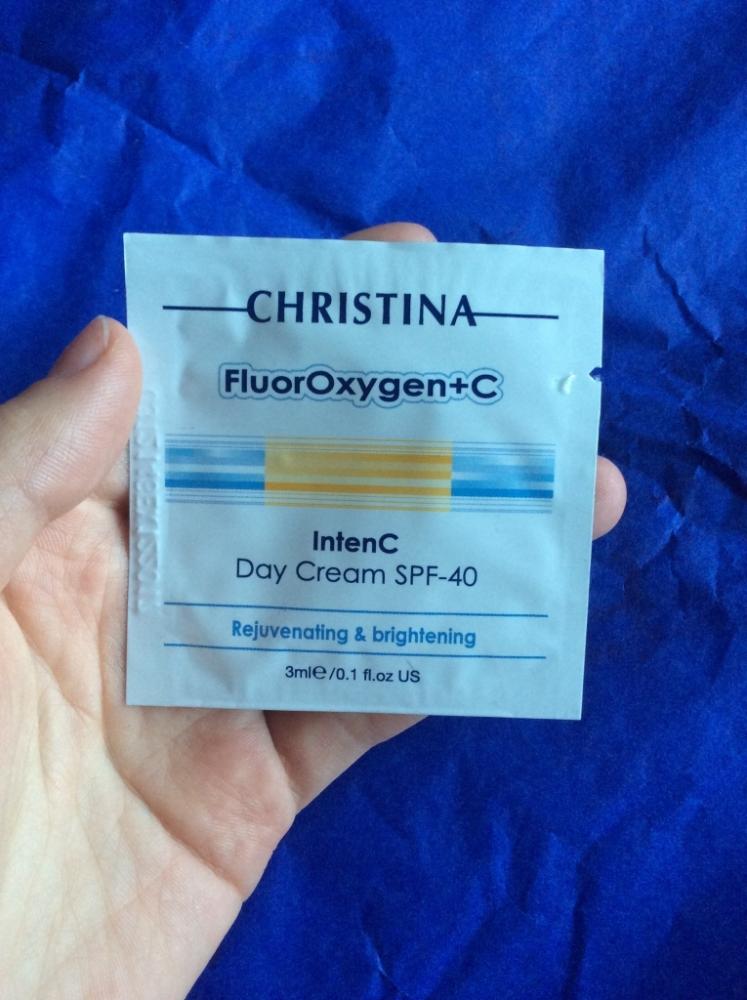 CHRISTINA
FluorOxygen+C
IntenC
Day Cream SPF-40
Rejuvenating & brightening
3ml℮/0.1 fl.oz US